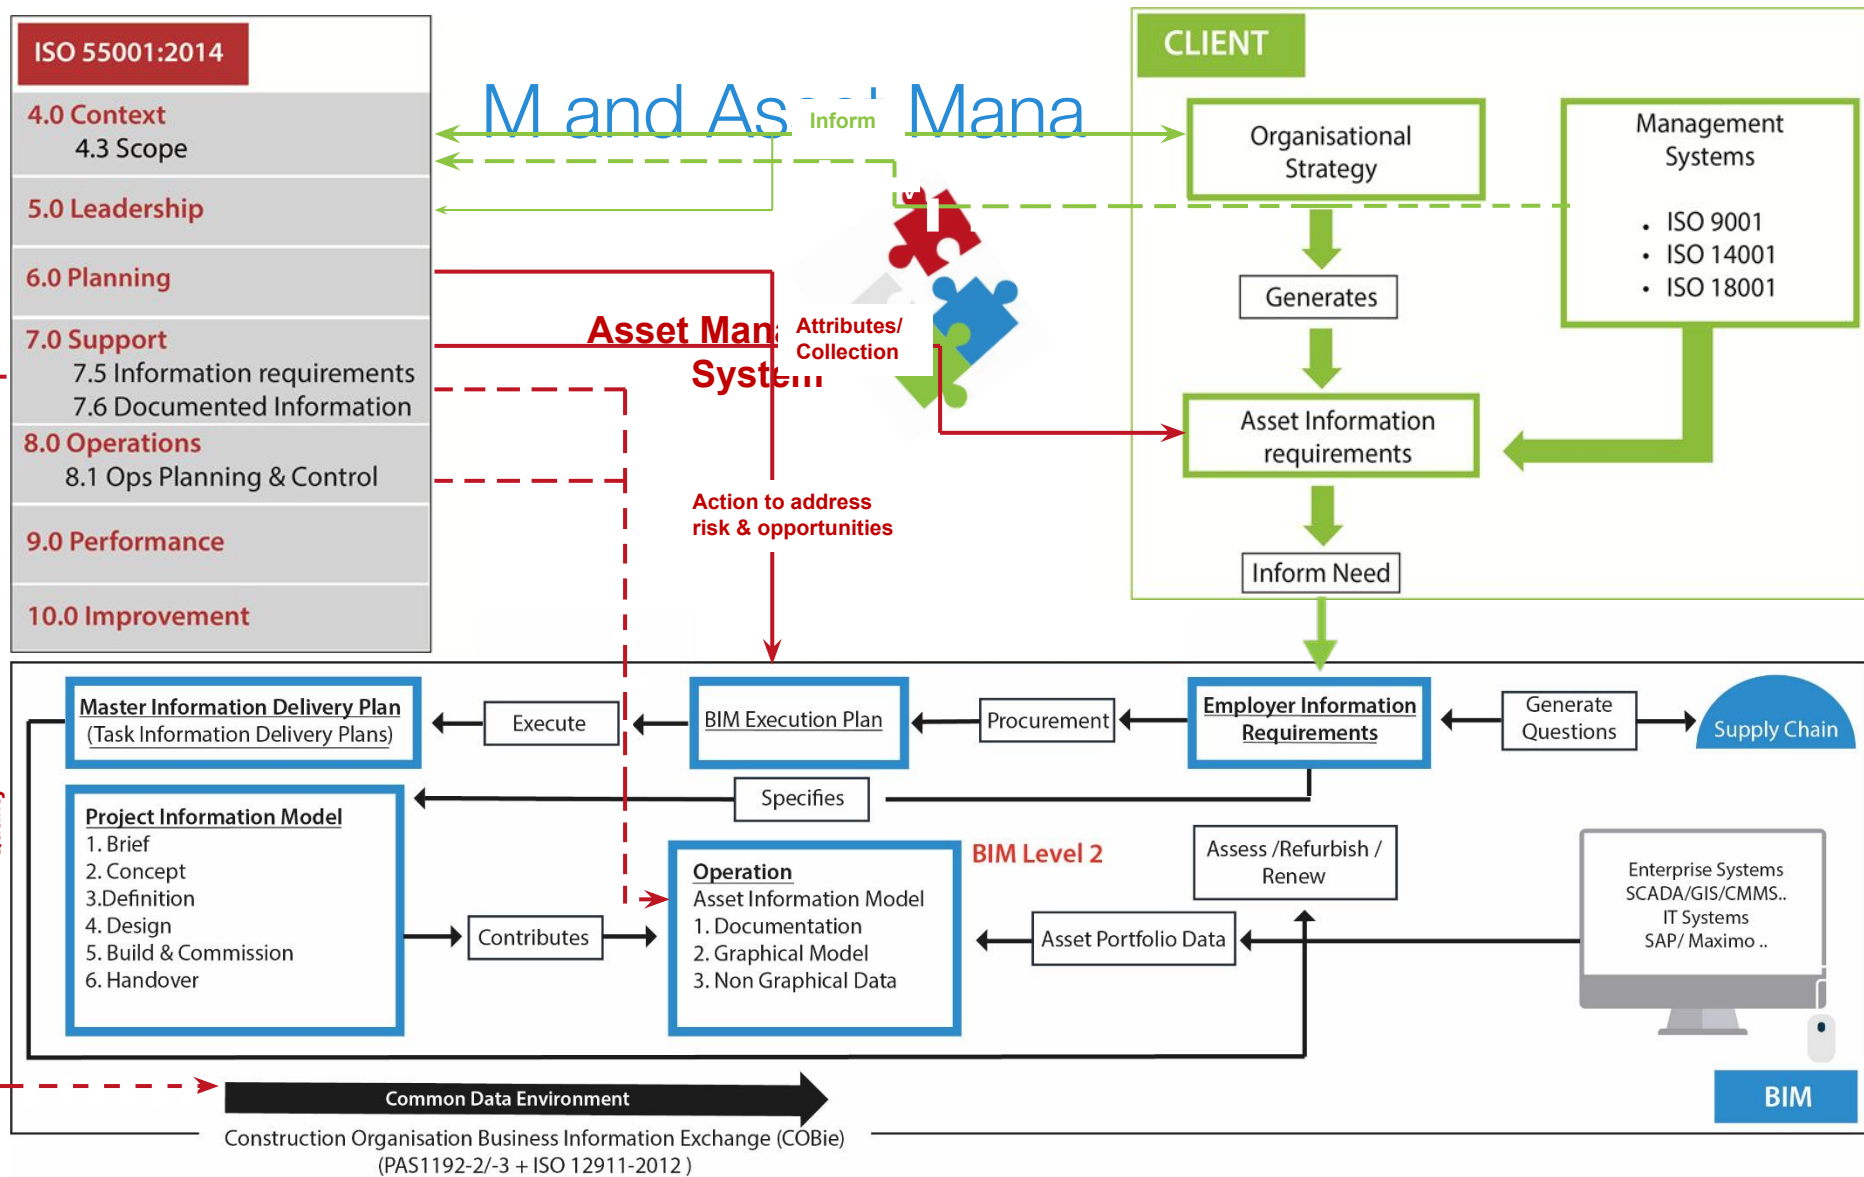 ISO 55001:2014
4.0 Context
4.3 Scope
5.0 Leadership
6.0 Planning
7.0 Support
7.5 Information requirements
7.6 Documented Information
8.0 Operations
8.1 Ops Planning & Control
9.0 Performance
10.0 Improvement
M and Asset Mana
Inform
Asset Man
System
Attributes/
Collection
Action to address
risk & opportunities
CLIENT
Organisational
Strategy
Generates
Asset Information
requirements
Inform Need
Management
Systems
• ISO 9001
• ISO 14001
• ISO 18001
Master Information Delivery Plan
(Task Information Delivery Plans)
Execute
BIM Execution Plan
Procurement
Employer Information
Requirements
Generate
Questions
Supply Chain
Specifies
Project Information Model
1. Brief
2. Concept
3.Definition
4. Design
5. Build & Commission
6. Handover
Contributes
Operation
Asset Information Model
1. Documentation
2. Graphical Model
3. Non Graphical Data
BIM Level 2
Assess /Refurbish /
Renew
Asset Portfolio Data
Enterprise Systems
SCADA/GIS/CMMS..
IT Systems
SAP/ Maximo ..
BIM
Common Data Environment
Construction Organisation Business Information Exchange (COBie)
(PAS1192-2/-3 + ISO 12911-2012 )